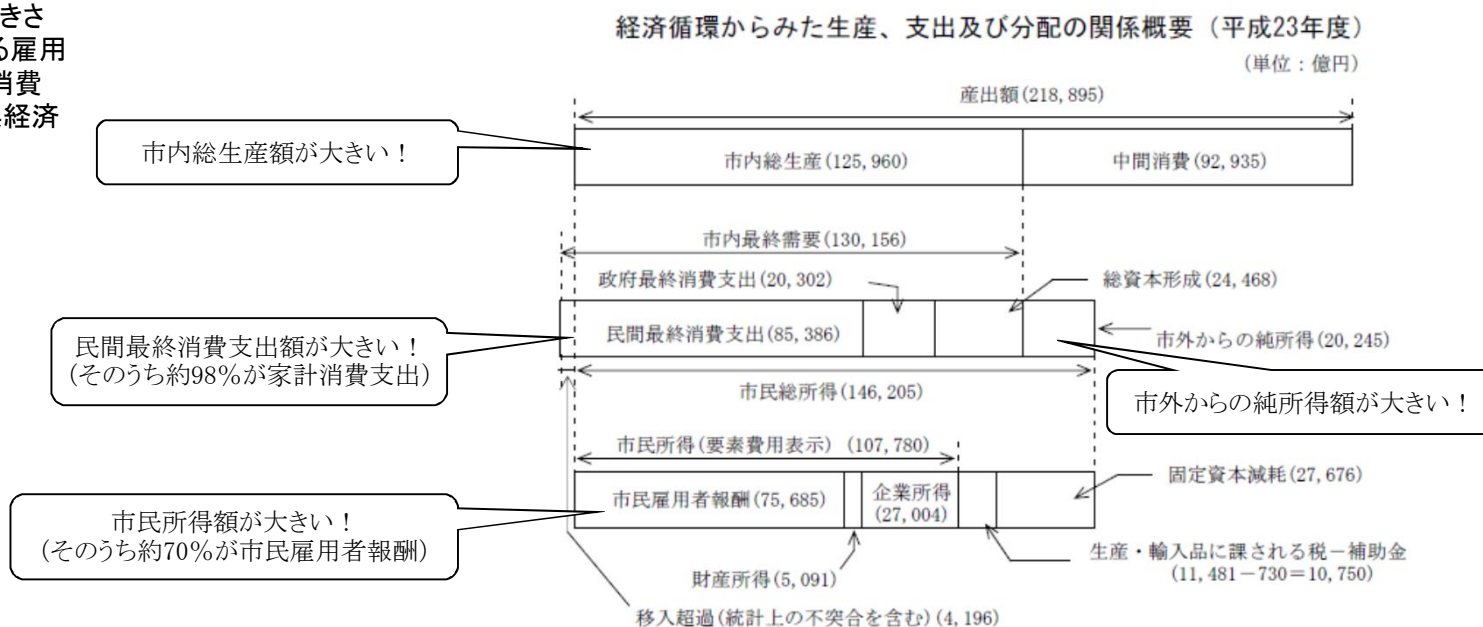 きさ
る雇用
消費
経済
経済循環からみた生産、支出及び分配の関係概要（平成23年度）
（単位：億円）
産出額(218,895)
市内総生産額が大きい！
市内総生産(125,960)
中間消費(92,935)
市内最終需要(130,156)
政府最終消費支出(20,302)
総資本形成(24,468)
民間最終消費支出額が大きい！
（そのうち約98％が家計消費支出）
民間最終消費支出(85,386)
市外からの純所得(20,245)
市民総所得(146,205)
市外からの純所得額が大きい！
市民所得(要素費用表示) (107,780)
固定資本減耗(27,676)
市民所得額が大きい！
（そのうち約70％が市民雇用者報酬）
市民雇用者報酬(75,685)
企業所得
(27,004)
生産・輸入品に課される税－補助金
(11,481－730＝10,750)
財産所得(5,091)
移入超過(統計上の不突合を含む)(4,196)